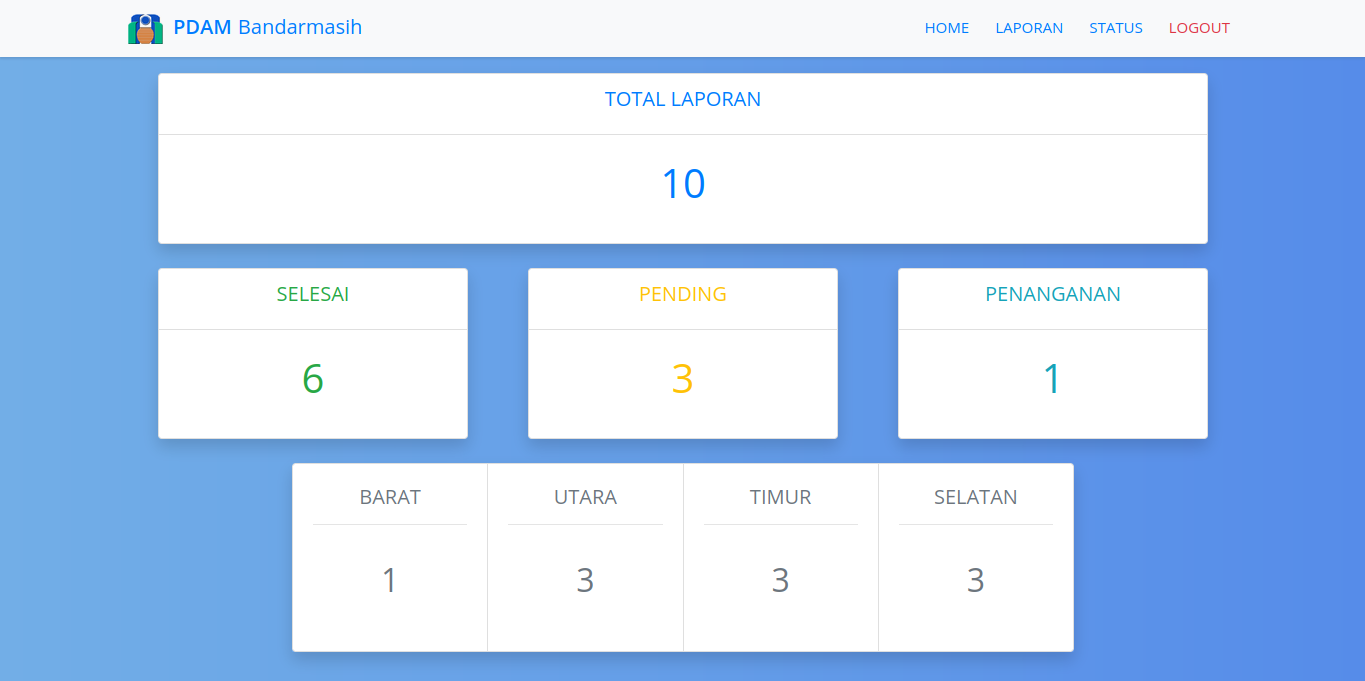 PDAM Bandarmasih
HOME LAPORAN STATUS LOGOUT
TOTAL LAPORAN
10
SELESAI
6
PENDING
3
PENANGANAN
1
BARAT
1
UTARA
3
TIMUR
3
SELATAN
3